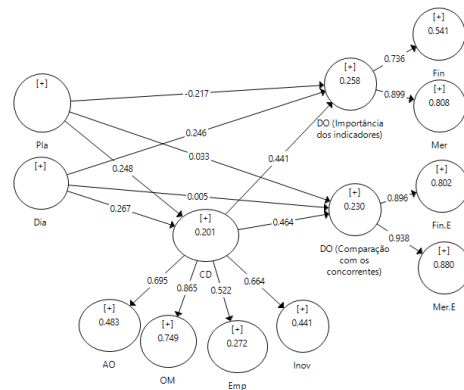 [+]
0.541
Fin
[+]
0.258
DO (Importância
dos indicadores)
0.736
0.899
[+]
0.808
Mer
[+]
Pla
-0.217
0.246
0.033
0.441
0.248
[+]
Dia
0.005
0.267
[+]
0.201
CD
0.464
[+]
0.230
DO (Comparação
com os
concorrentes)
0.896
0.938
[+]
0.802
Fin.E
[+]
0.880
Mer.E
0.695
0.865
0.522
0.664
[+]
0.483
AO
[+]
0.749
OM
[+]
0.272
Emp
[+]
0.441
Inov